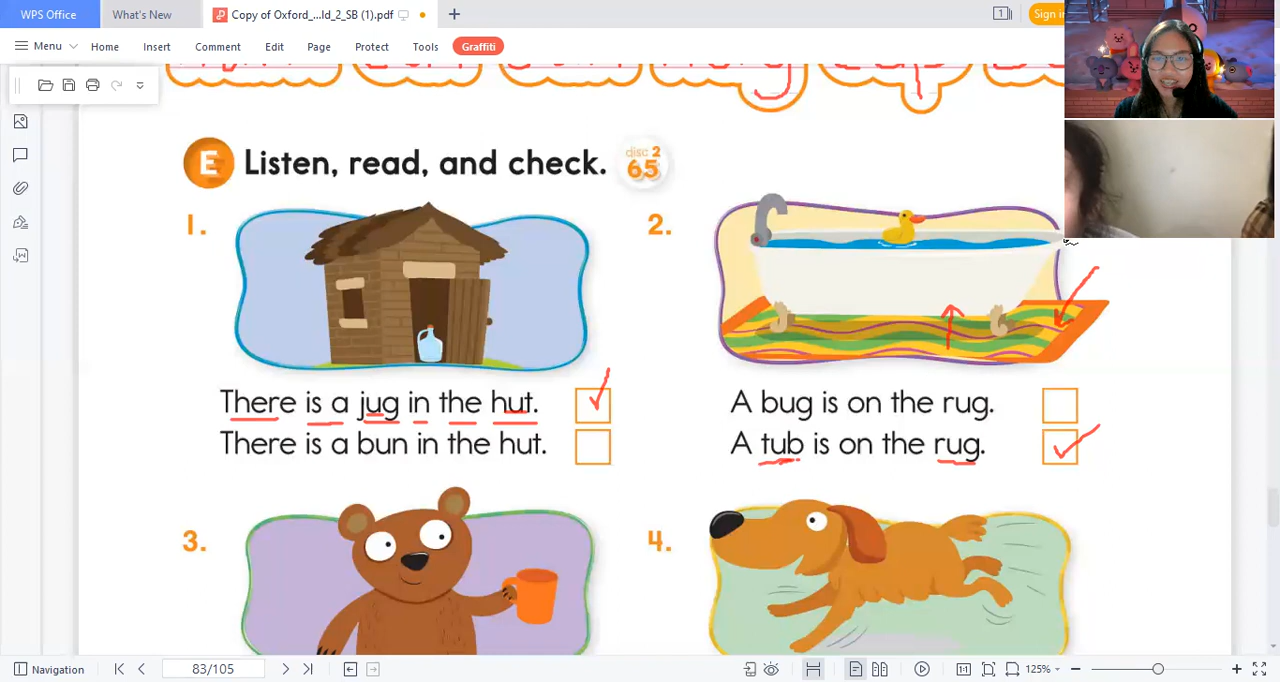 WPS Office
What's New
Copy of Oxford_...ld_2_SB (1).pdf
1
Sign in
Menu
Home
Insert
Comment
Edit
Page
Protect
Tools
Graffiti
E Listen, read, and check. disc 2 65
1.
2.
There is a jug in the hut.
There is a bun in the hut.
A bug is on the rug.
A tub is on the rug.
3.
4.
Navigation
83/105
1:1
125%